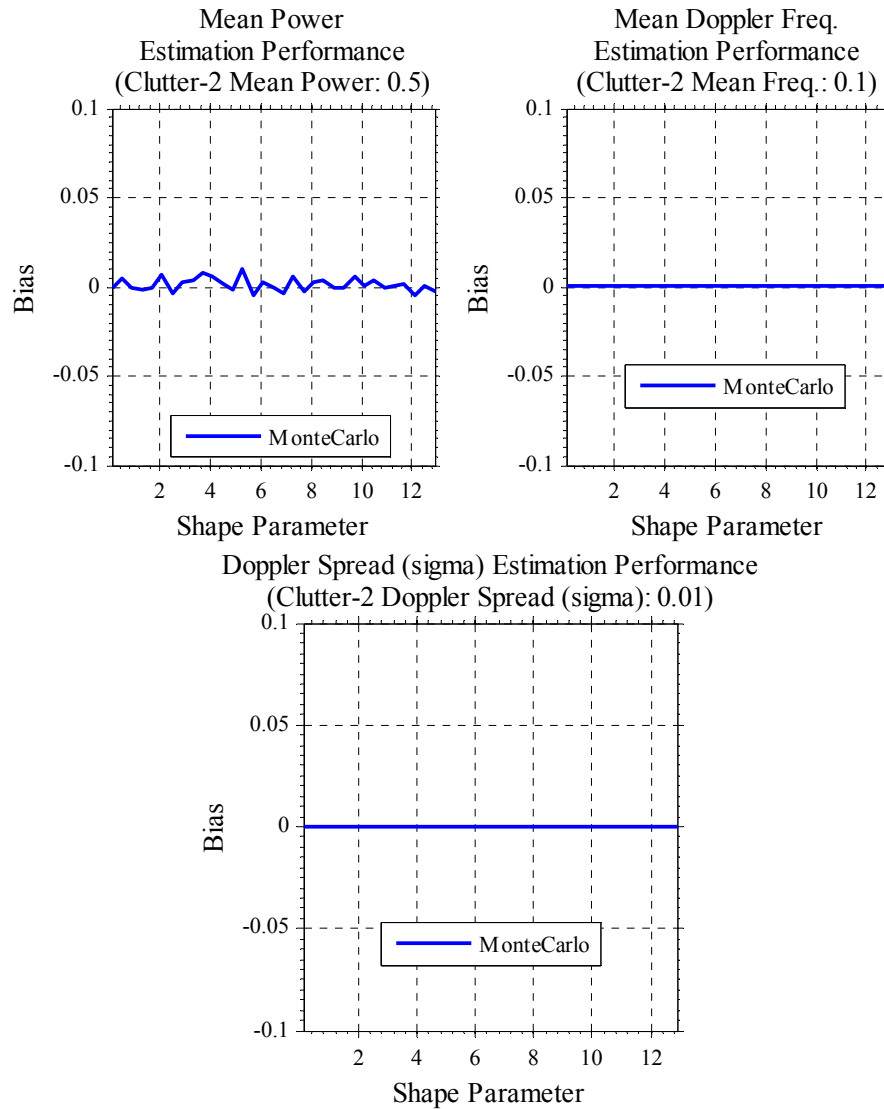 Mean Power
Estimation Performance
(Clutter-2 Mean Power: 0.5)
0.1
0.05
0
-0.05
-0.1
Bias
MonteCarlo
2 4 6 8 10 12
Shape Parameter
Mean Doppler Freq.
Estimation Performance
(Clutter-2 Mean Freq.: 0.1)
0.1
0.05
0
-0.05
-0.1
Bias
MonteCarlo
2 4 6 8 10 12
Shape Parameter
Doppler Spread (sigma) Estimation Performance
(Clutter-2 Doppler Spread (sigma): 0.01)
0.1
0.05
0
-0.05
-0.1
Bias
MonteCarlo
2 4 6 8 10 12
Shape Parameter